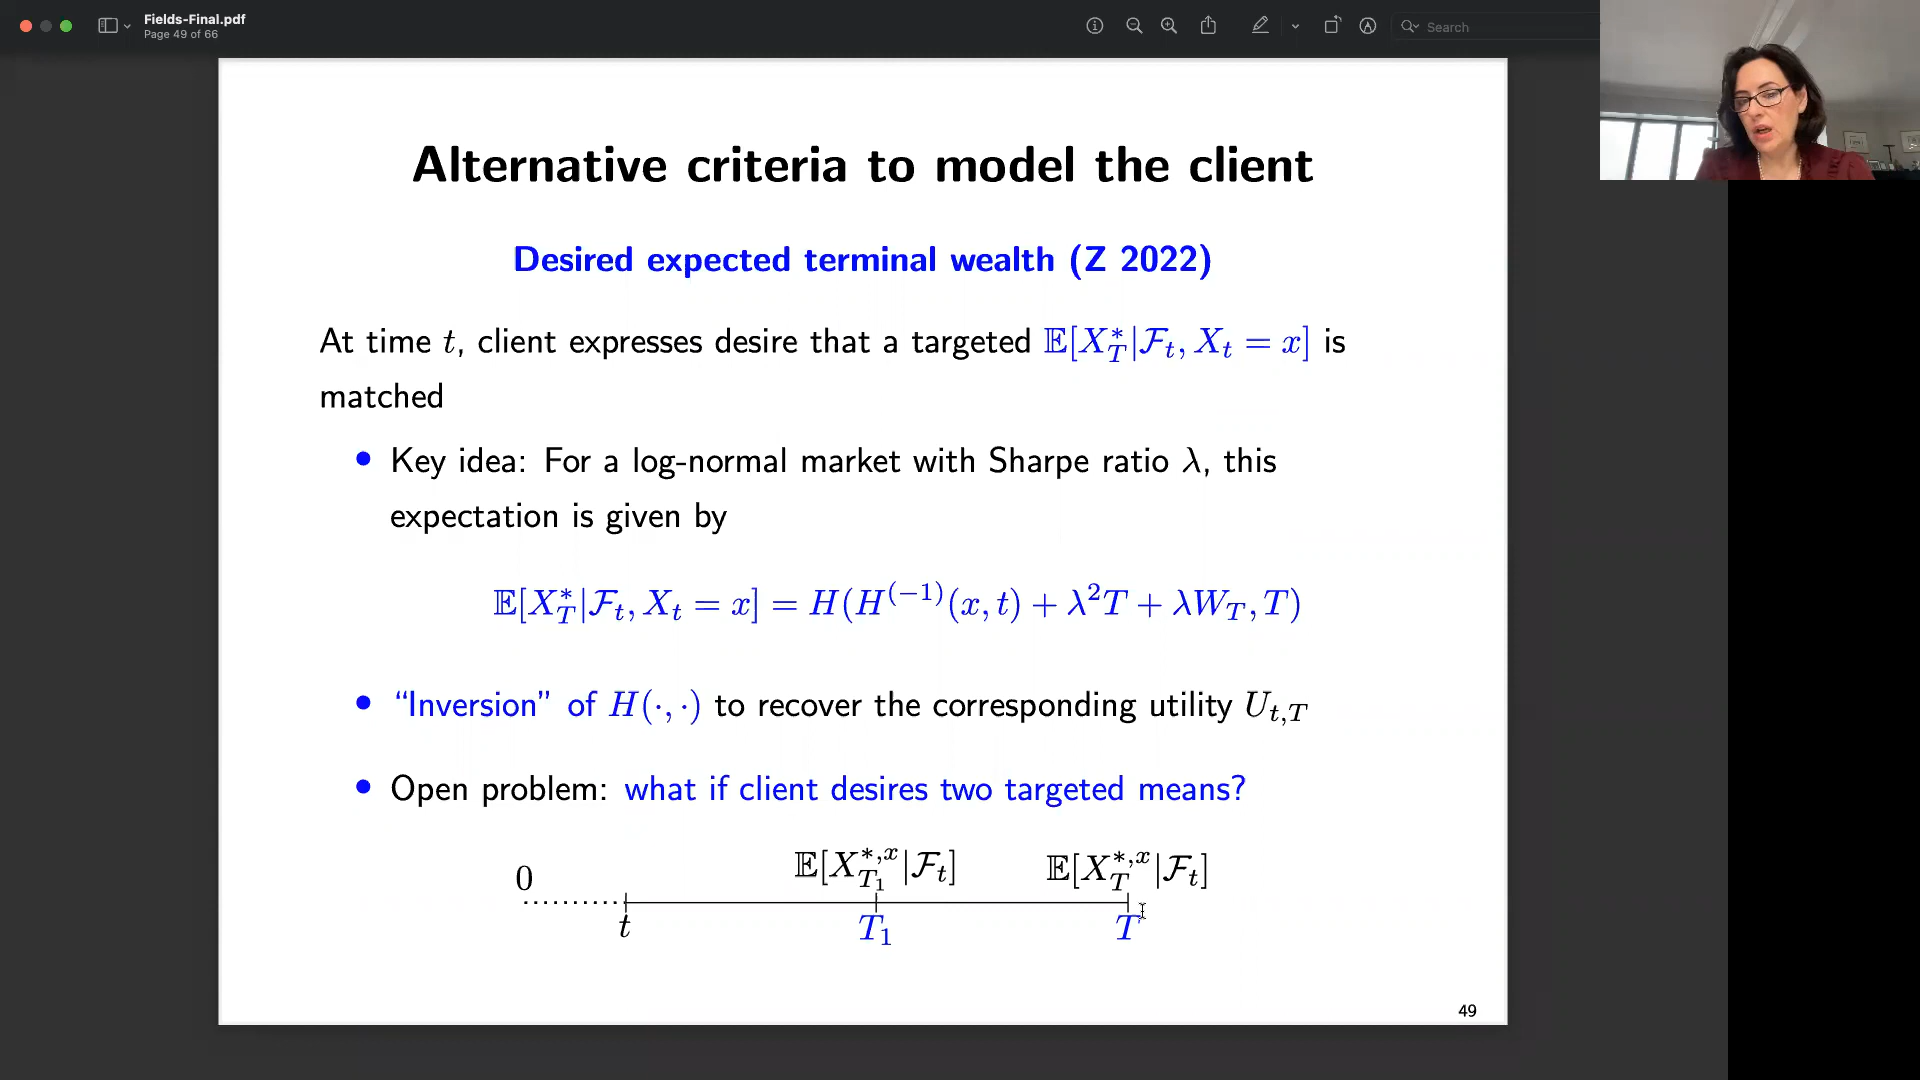 Fields-Final.pdf
Page 49 of 66
Search
Alternative criteria to model the client
Desired expected terminal wealth (Z 2022)
At time t, client expresses desire that a targeted 𝔼[X*_T|ℱ_t, X_t = x] is
matched
• Key idea: For a log-normal market with Sharpe ratio λ, this
expectation is given by
𝔼[X*_T|ℱ_t, X_t = x] = H(H^(−1)(x, t) + λ²T + λW_T, T)
• “Inversion” of H(·, ·) to recover the corresponding utility U_{t,T}
• Open problem: what if client desires two targeted means?
0 𝔼[X^{*,x}_{T_1}|ℱ_t] 𝔼[X^{*,x}_T|ℱ_t]
t T_1 T
49